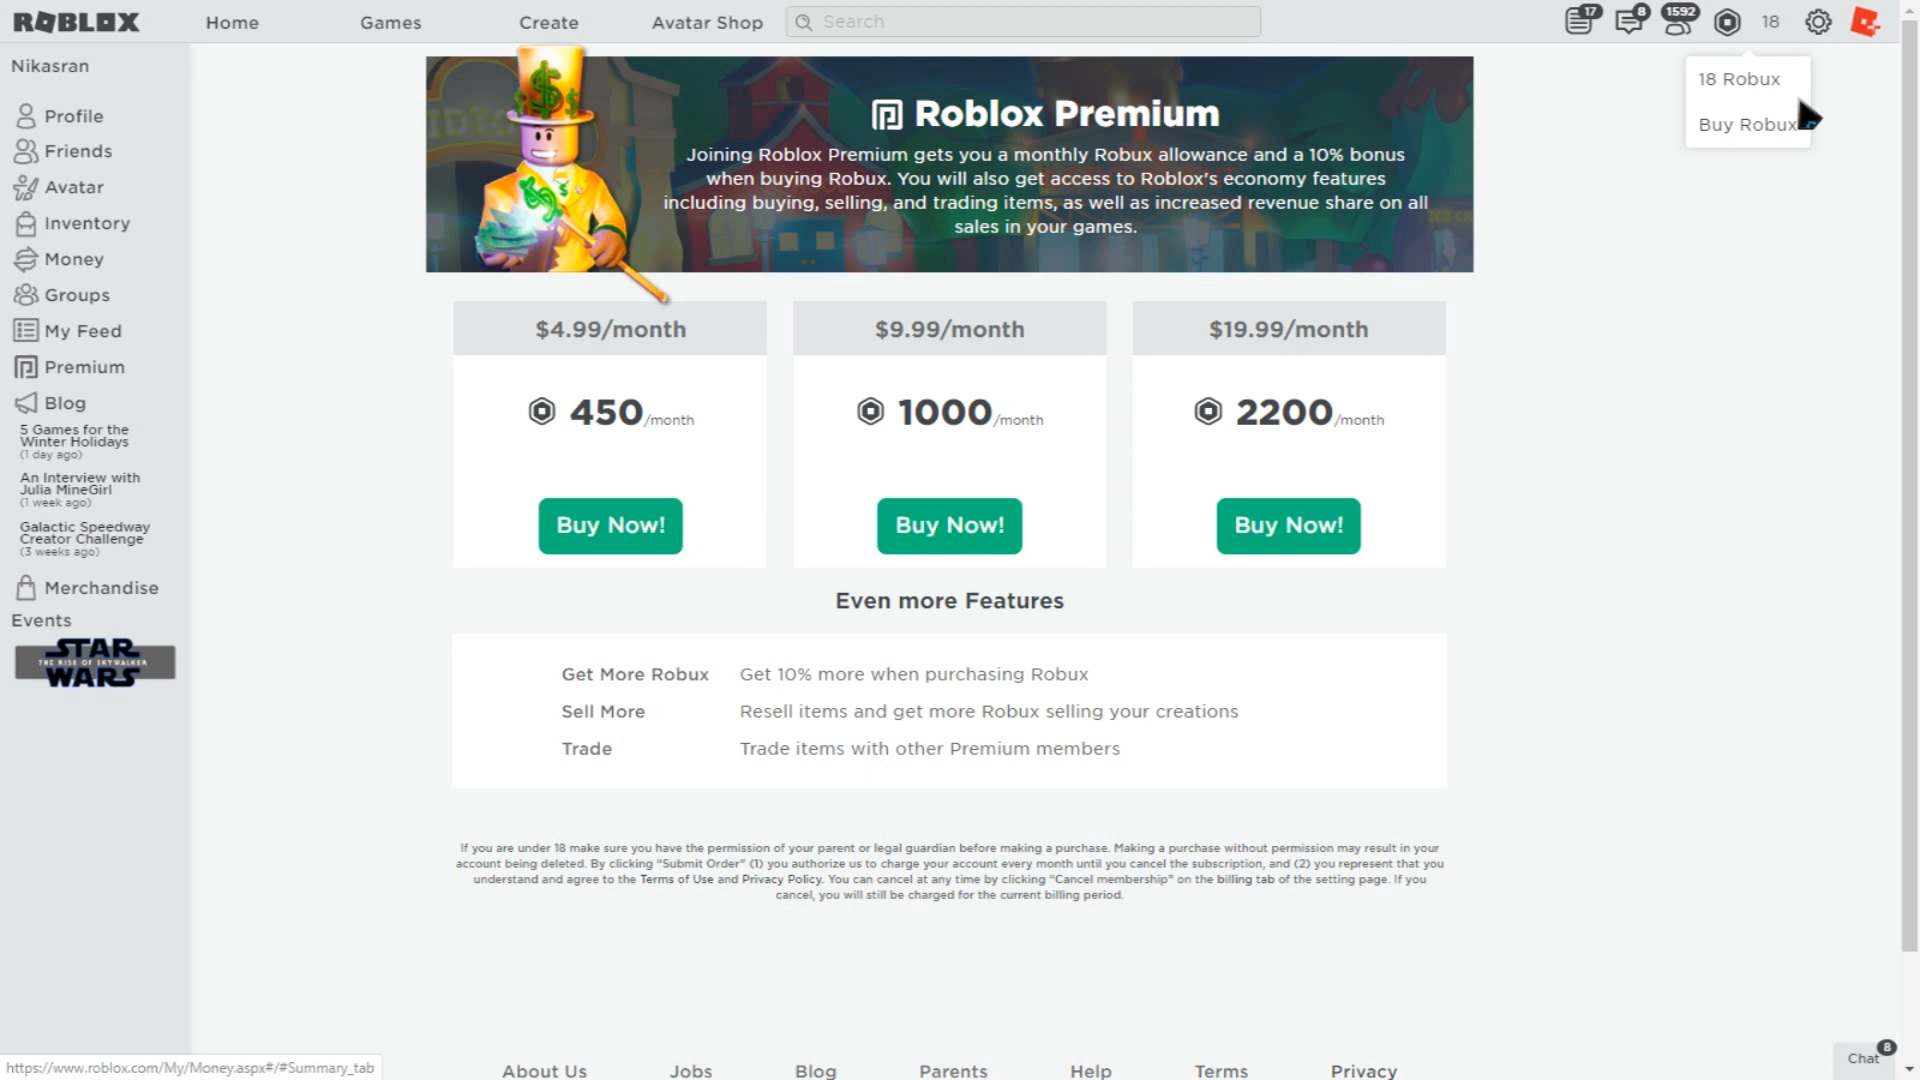 ROBLOX
Home
Games
Create
Avatar Shop
Search
17
8
1592
18
18 Robux
Buy Robux
Nikasran
Profile
Friends
Avatar
Inventory
Money
Groups
My Feed
Premium
Blog
5 Games for the
Winter Holidays
(1 day ago)
An Interview with
Julia MineGirl
(1 week ago)
Galactic Speedway
Creator Challenge
(3 weeks ago)
Merchandise
Events
STAR
THE RISE OF SKYWALKER
WARS
Roblox Premium
Joining Roblox Premium gets you a monthly Robux allowance and a 10% bonus
when buying Robux. You will also get access to Roblox's economy features
including buying, selling, and trading items, as well as increased revenue share on all
sales in your games.
$4.99/month
450/month
Buy Now!
$9.99/month
1000/month
Buy Now!
$19.99/month
2200/month
Buy Now!
Even more Features
Get More Robux Get 10% more when purchasing Robux
Sell More Resell items and get more Robux selling your creations
Trade Trade items with other Premium members
If you are under 18 make sure you have the permission of your parent or legal guardian before making a purchase. Making a purchase without permission may result in your
account being deleted. By clicking "Submit Order" (1) you authorize us to charge your account every month until you cancel the subscription, and (2) you represent that you
understand and agree to the Terms of Use and Privacy Policy. You can cancel at any time by clicking "Cancel membership" on the billing tab of the setting page. If you
cancel, you will still be charged for the current billing period.
About Us
Jobs
Blog
Parents
Help
Terms
Privacy
Chat
8
https://www.roblox.com/My/Money.aspx#/#Summary_tab